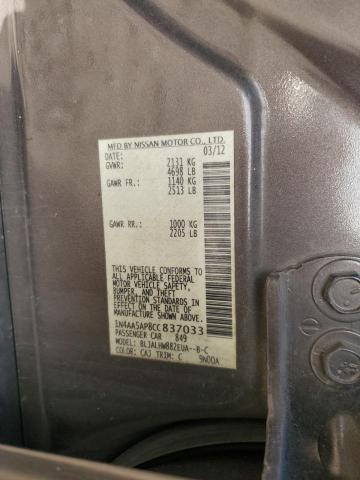 MFD BY NISSAN MOTOR CO., LTD.
DATE: 03/12
GVWR: 2131 KG
4698 LB
GAWR FR.: 1140 KG
2513 LB
GAWR RR.: 1000 KG
2205 LB
THIS VEHICLE CONFORMS TO
ALL APPLICABLE FEDERAL
MOTOR VEHICLE SAFETY,
BUMPER, AND THEFT
PREVENTION STANDARDS IN
EFFECT ON THE DATE OF
MANUFACTURE SHOWN ABOVE.
1N4AA5AP8CC837033
PASSENGER CAR 849
MODEL: BLJALHW882EUA--B-C
COLOR: CAJ TRIM: C 9N00A